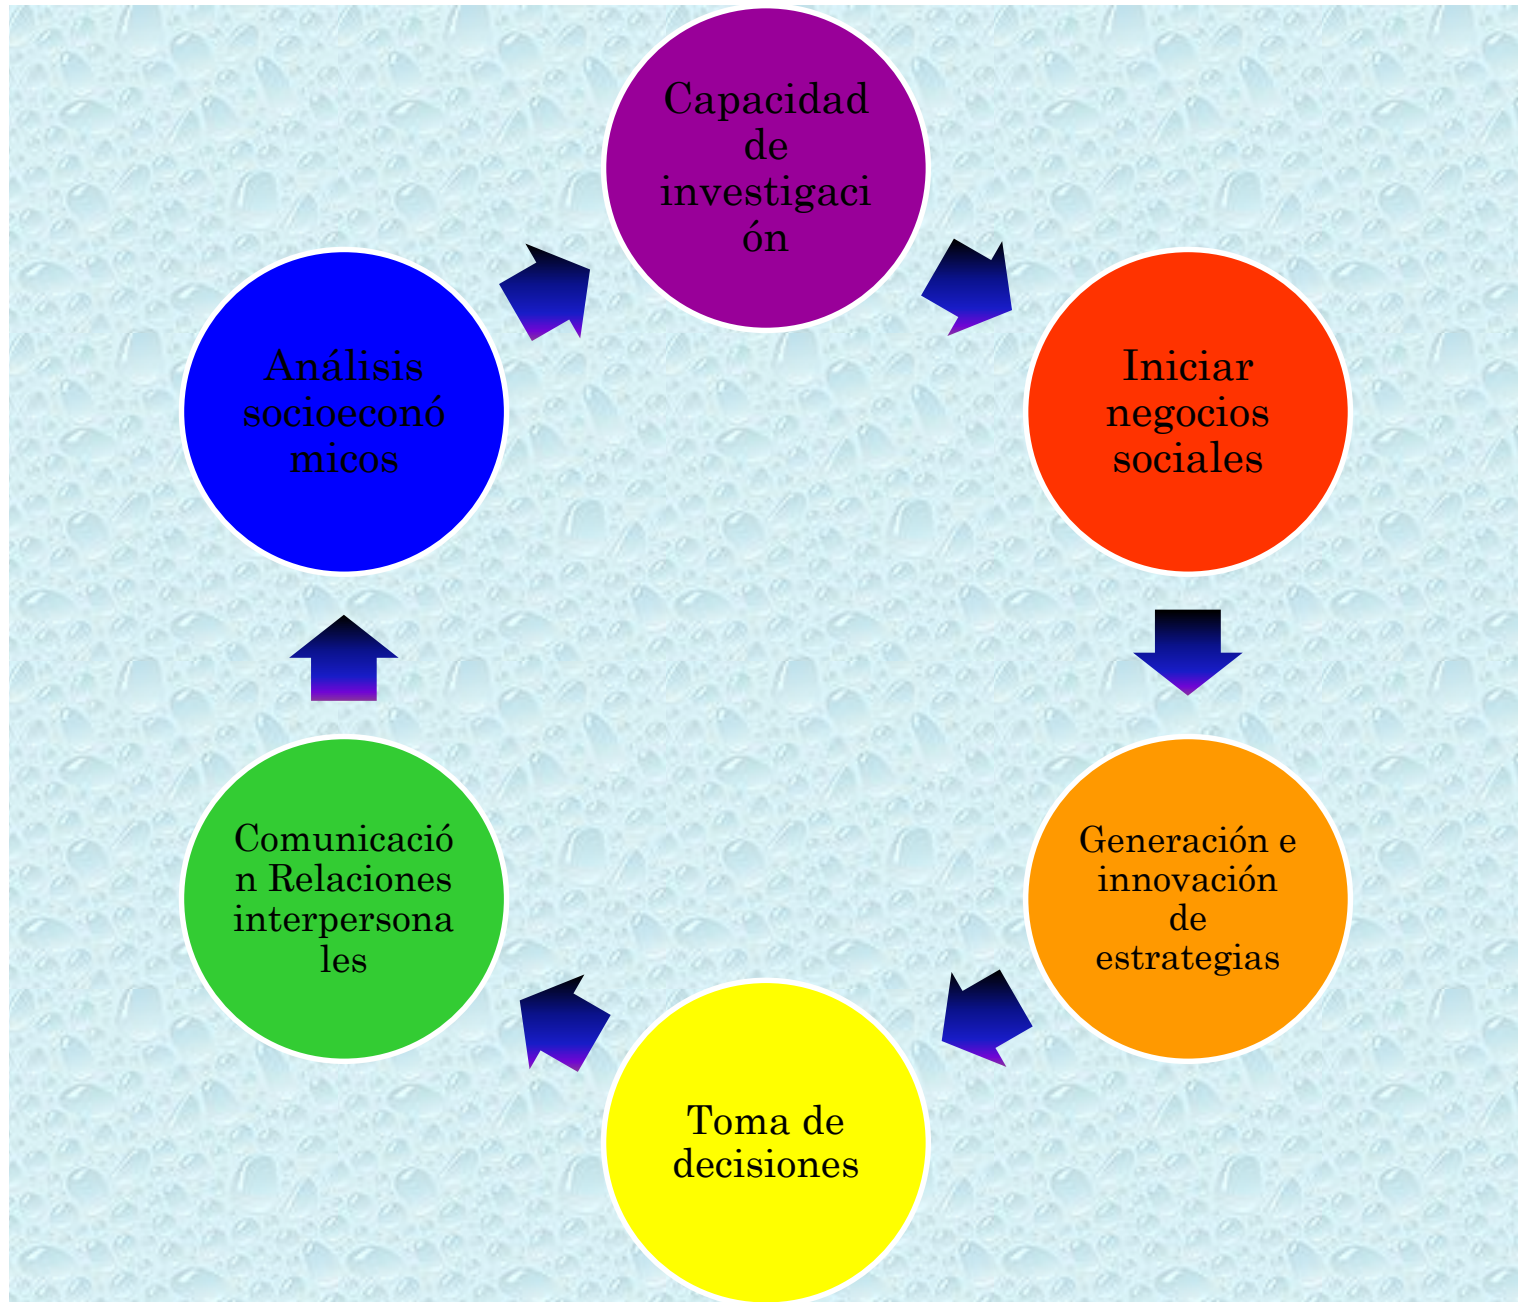 Capacidad
de
investigaci
ón
Iniciar
negocios
sociales
Generación e
innovación
de
estrategias
Toma de
decisiones
Comunicació
n Relaciones
interpersona
les
Análisis
socioeconó
micos